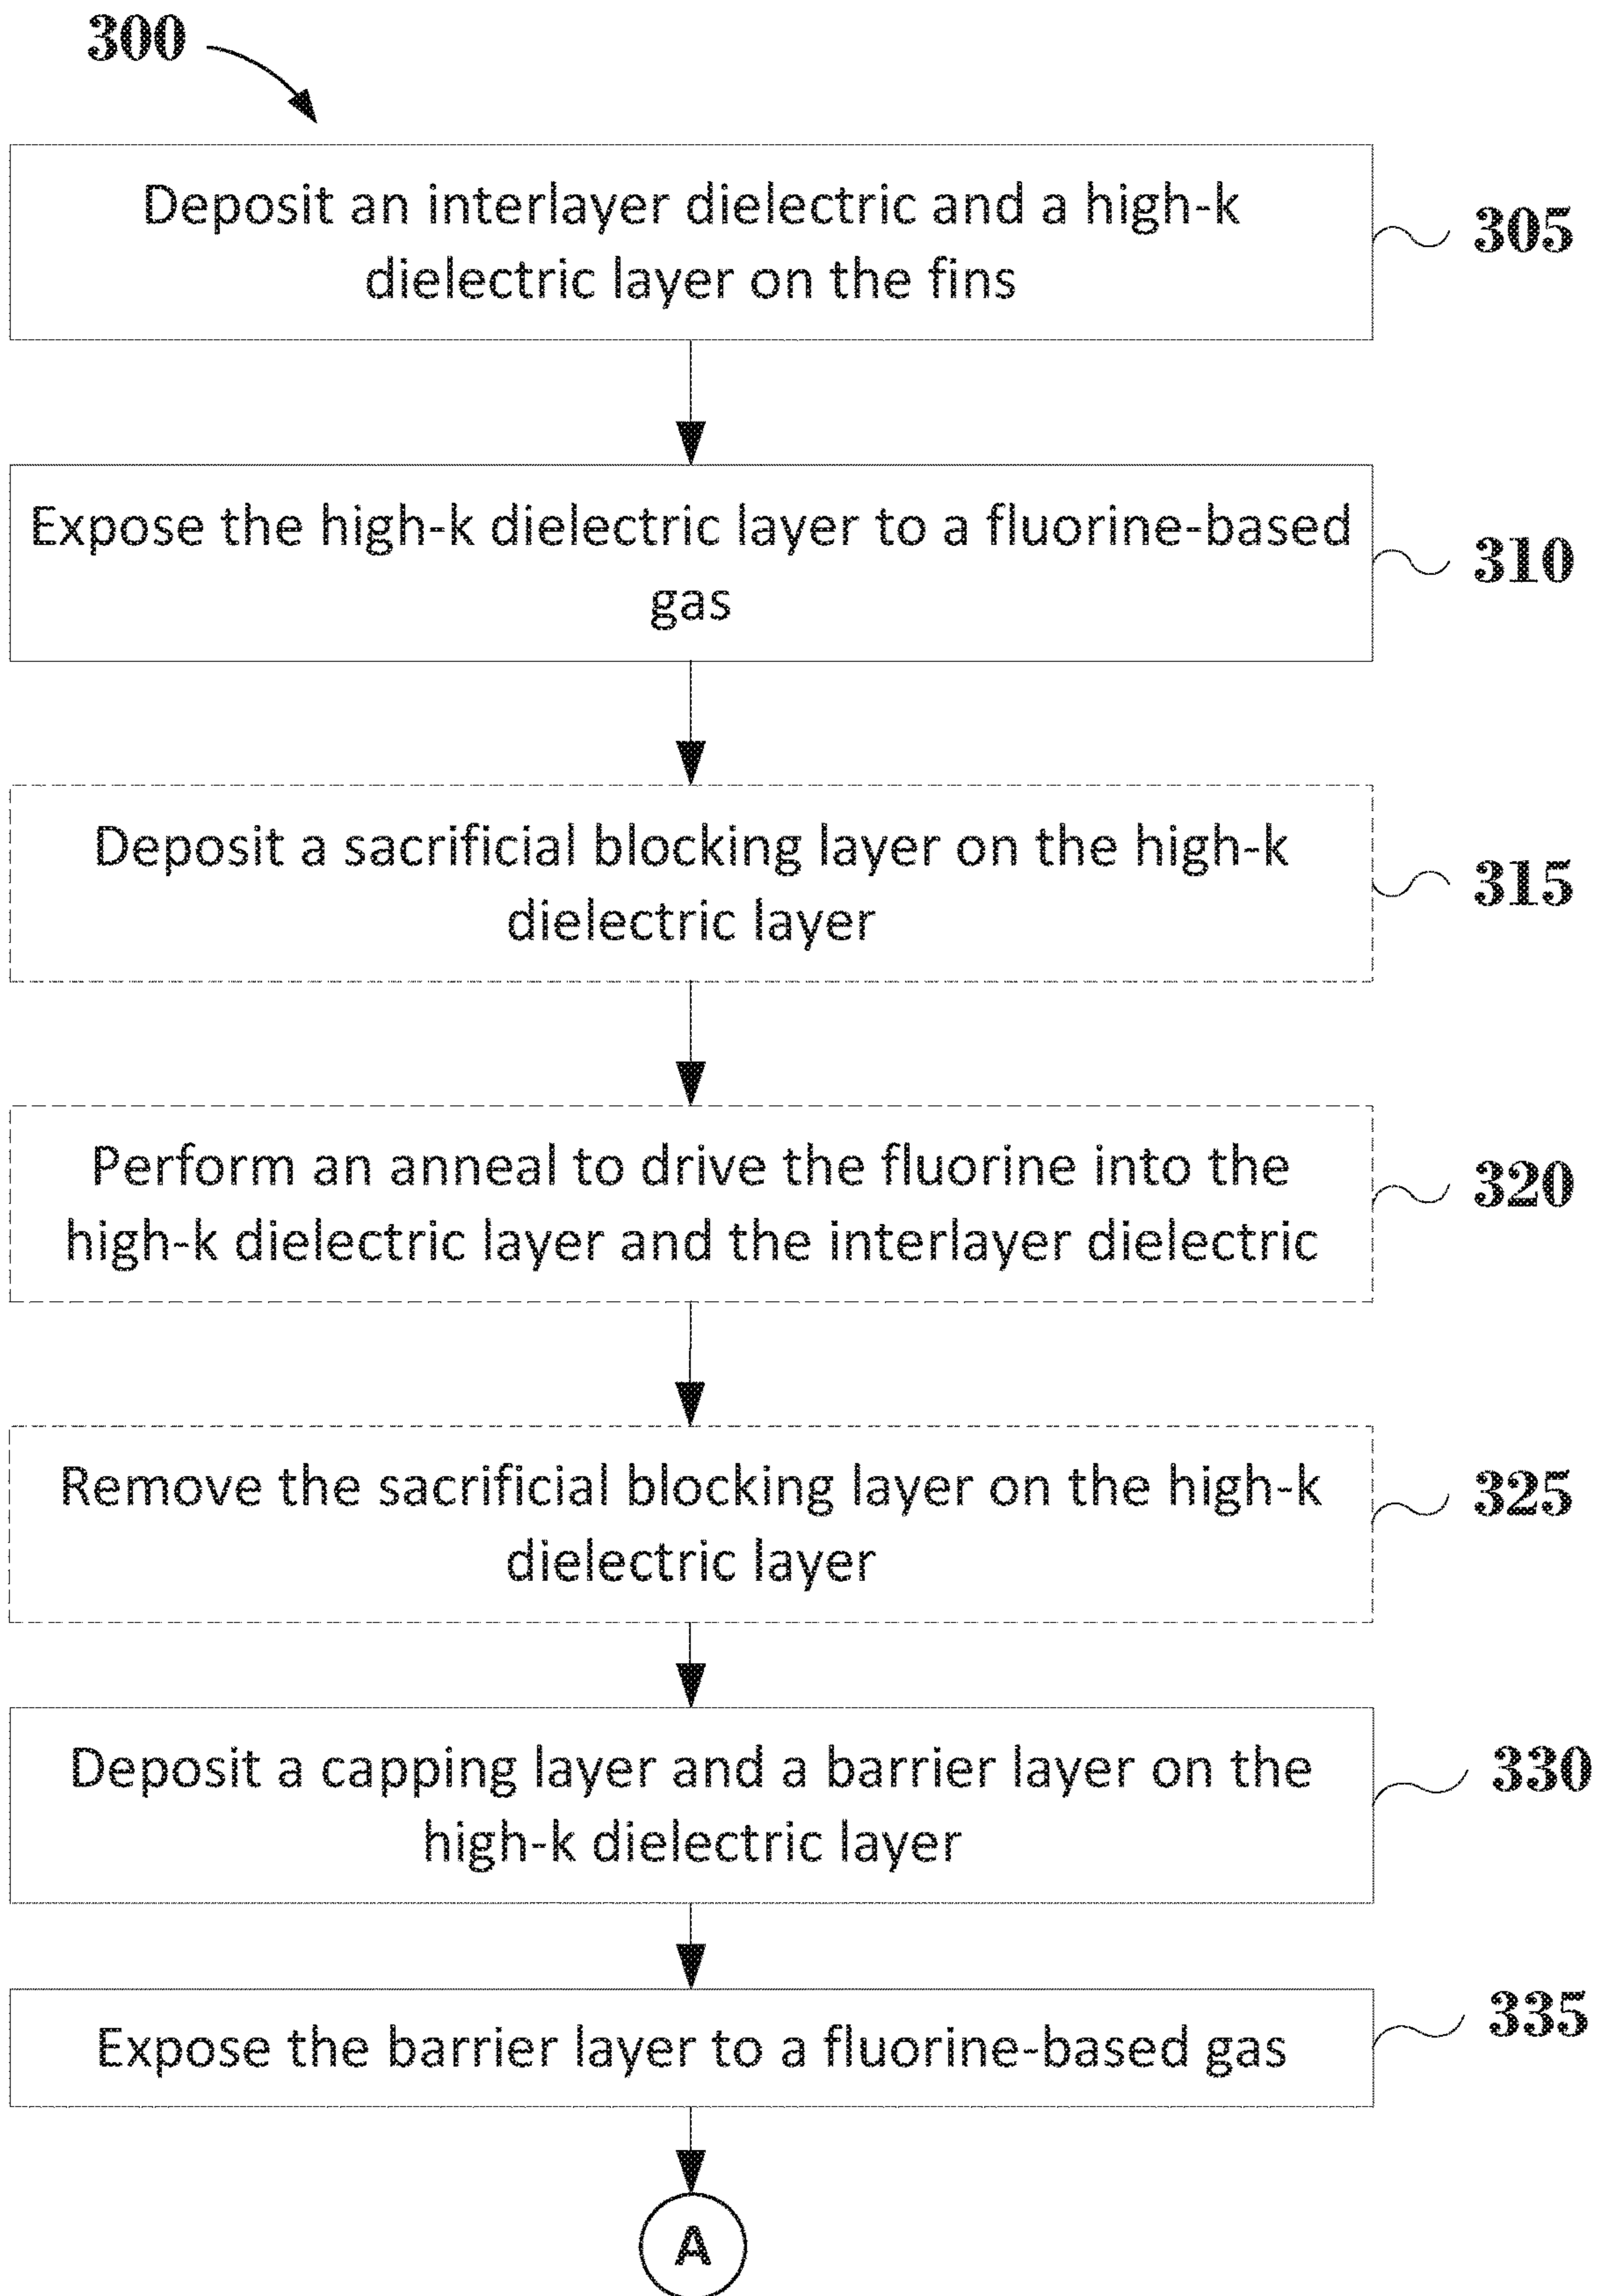 300
Deposit an interlayer dielectric and a high-k
dielectric layer on the fins
305
Expose the high-k dielectric layer to a fluorine-based
gas
310
Deposit a sacrificial blocking layer on the high-k
dielectric layer
315
Perform an anneal to drive the fluorine into the
high-k dielectric layer and the interlayer dielectric
320
Remove the sacrificial blocking layer on the high-k
dielectric layer
325
Deposit a capping layer and a barrier layer on the
high-k dielectric layer
330
Expose the barrier layer to a fluorine-based gas
335
A